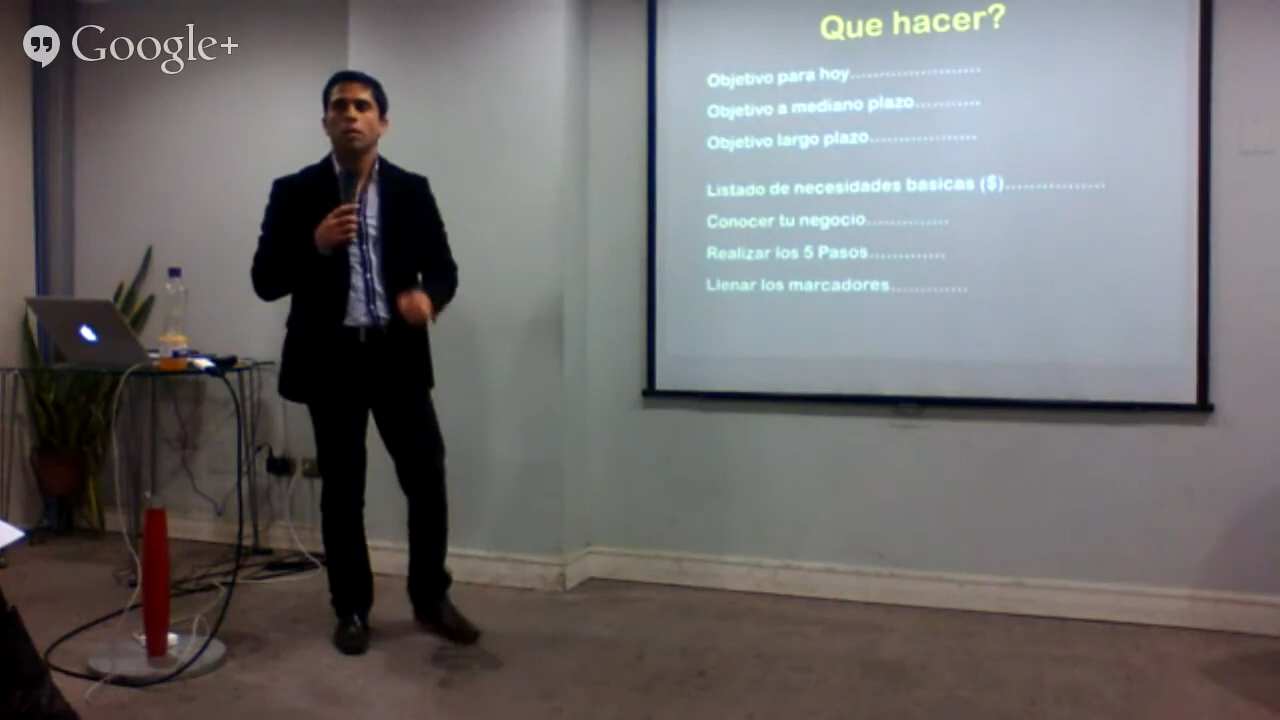 Google+
Que hacer?
Objetivo para hoy......................
Objetivo a mediano plazo...........
Objetivo largo plazo..................
Listado de necesidades basicas ($).................
Conocer tu negocio..............
Realizar los 5 Pasos.............
Llenar los marcadores.............